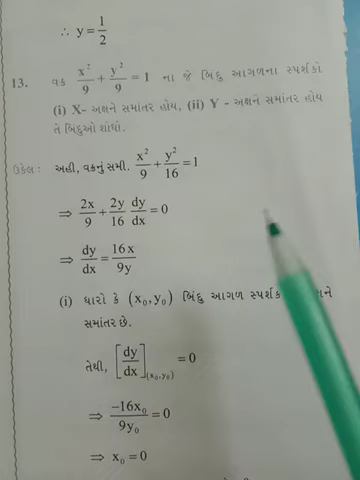 ∴ y = 1/2
13. વક્ર x²/9 + y²/9 = 1 ના જે બિંદુ આગળના સ્પર્શકો
(i) X- અક્ષને સમાંતર હોય, (ii) Y - અક્ષને સમાંતર હોય
તે બિંદુઓ શોધો.
ઉકેલ: અહીં, વક્રનું સમી. x²/9 + y²/16 = 1
⇒ 2x/9 + 2y/16 dy/dx = 0
⇒ dy/dx = 16x/9y
(i) ધારો કે (x₀, y₀) બિંદુ આગળ સ્પર્શક
સમાંતર છે.
તેથી, [dy/dx](x₀, y₀) = 0
⇒ -16x₀/9y₀ = 0
⇒ x₀ = 0